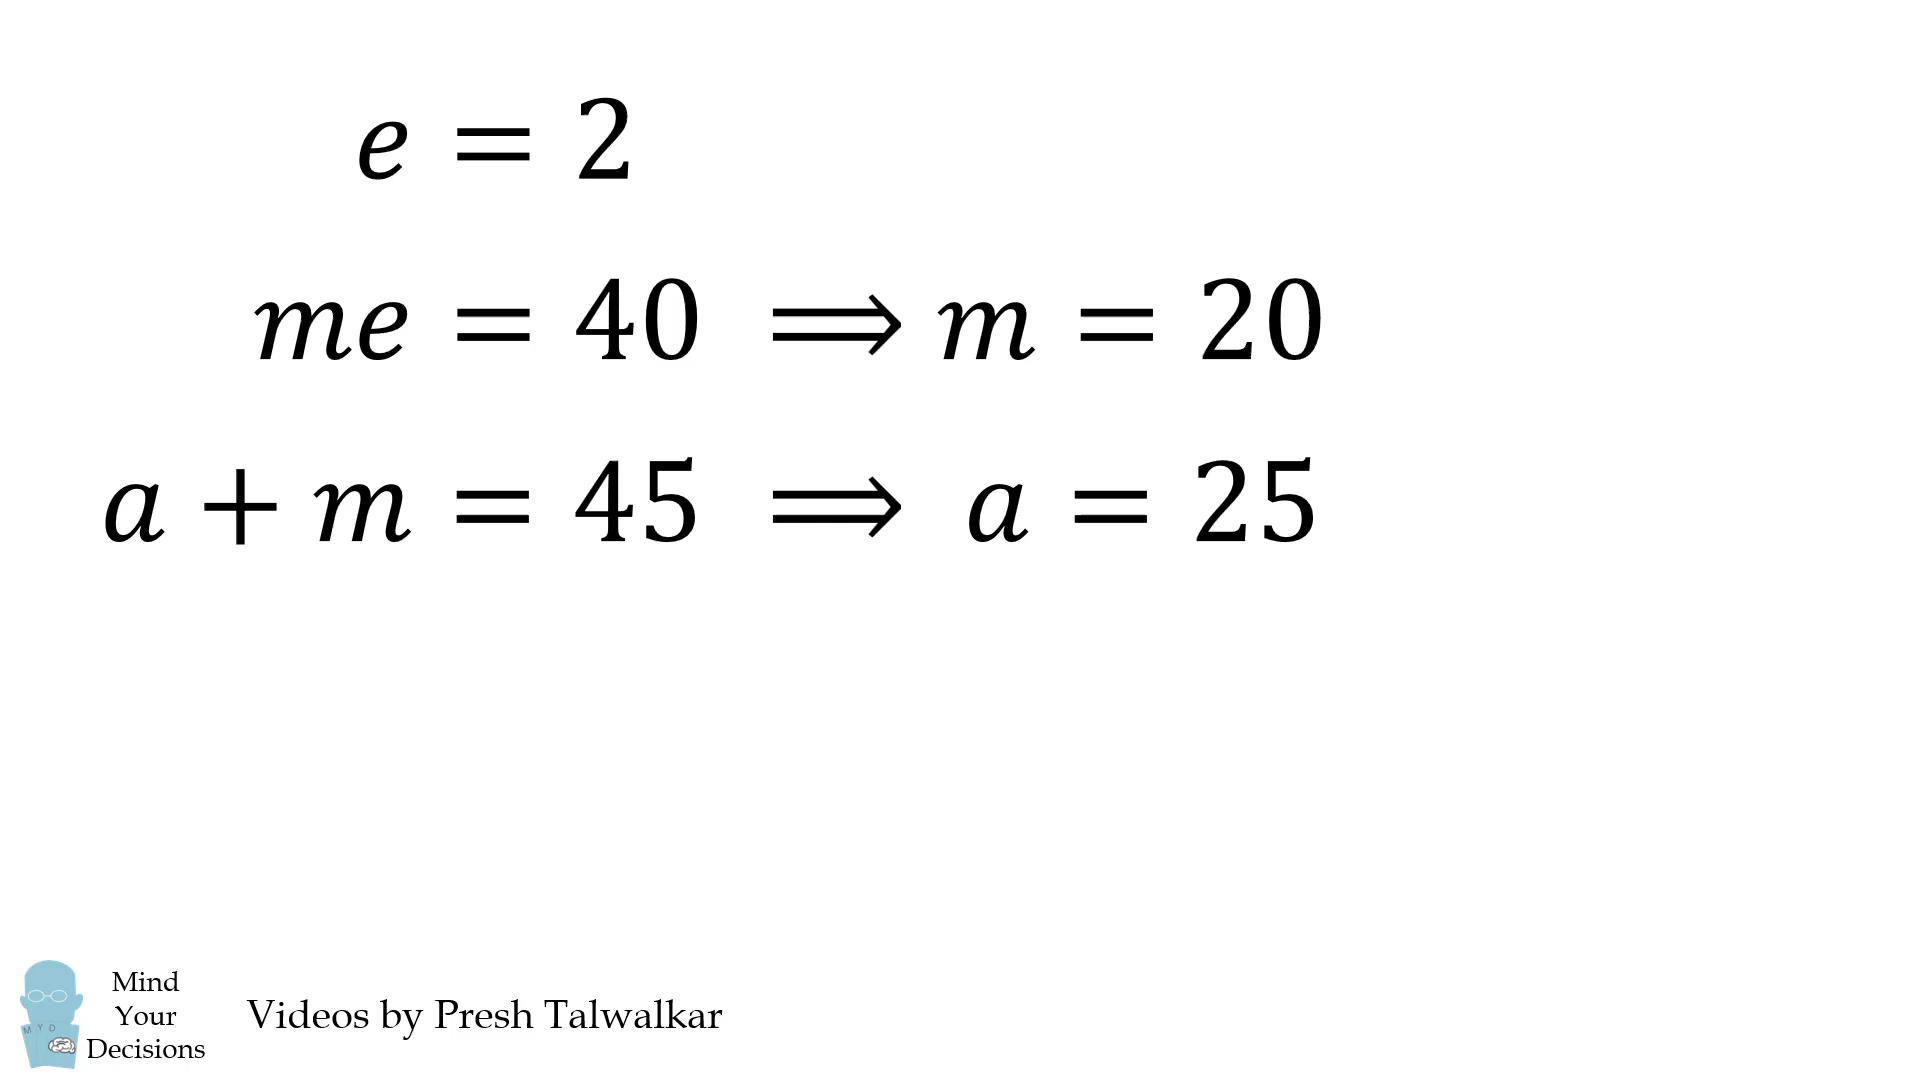 e = 2
me = 40 ⟹ m = 20
a + m = 45 ⟹ a = 25
M Y D
Mind
Your
Decisions
Videos by Presh Talwalkar